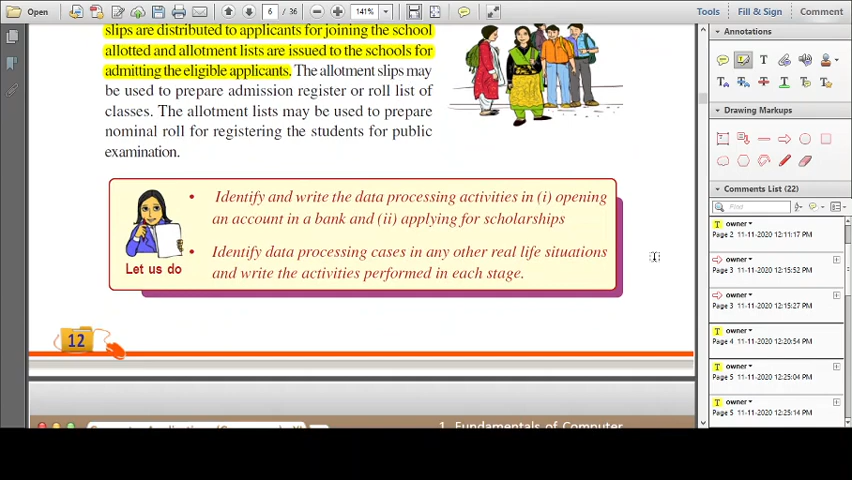 Open
6
/ 36
141%
Tools
Fill & Sign
Comment
slips are distributed to applicants for joining the school
allotted and allotment lists are issued to the schools for
admitting the eligible applicants. The allotment slips may
be used to prepare admission register or roll list of
classes. The allotment lists may be used to prepare
nominal roll for registering the students for public
examination.
• Identify and write the data processing activities in (i) opening
an account in a bank and (ii) applying for scholarships
• Identify data processing cases in any other real life situations
and write the activities performed in each stage.
Let us do
12
1. Fundamentals of Computer
Annotations
Drawing Markups
Comments List (22)
Find
owner
Page 2 11-11-2020 12:11:17 PM
owner
Page 3 11-11-2020 12:15:52 PM
owner
Page 3 11-11-2020 12:15:27 PM
owner
Page 4 11-11-2020 12:20:54 PM
owner
Page 5 11-11-2020 12:25:04 PM
owner
Page 5 11-11-2020 12:25:14 PM